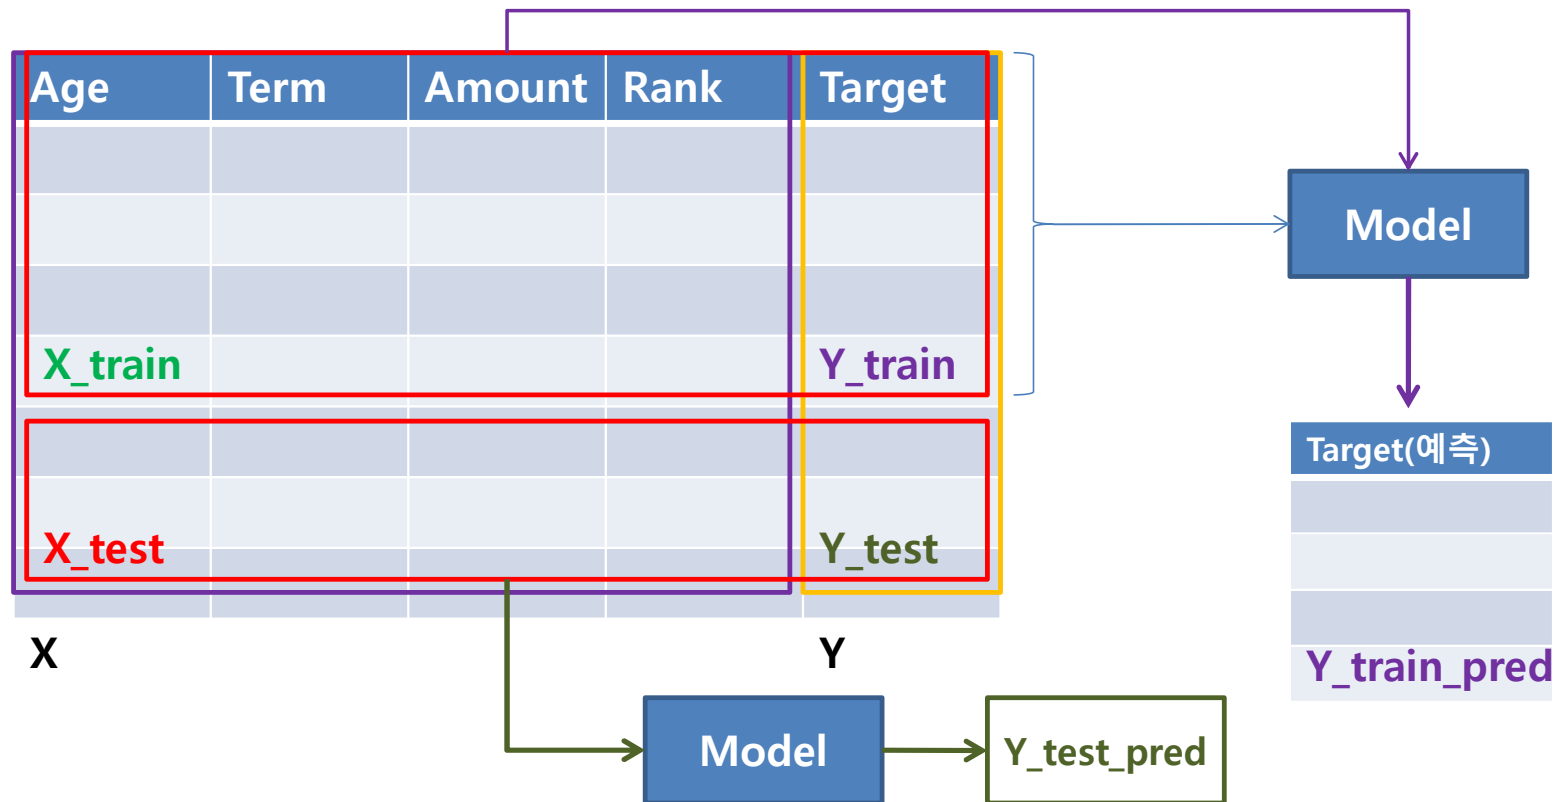 Age Term Amount Rank Target
Model
X_train Y_train
Target(예측)
X_test Y_test
X Y
Y_train_pred
Model Y_test_pred